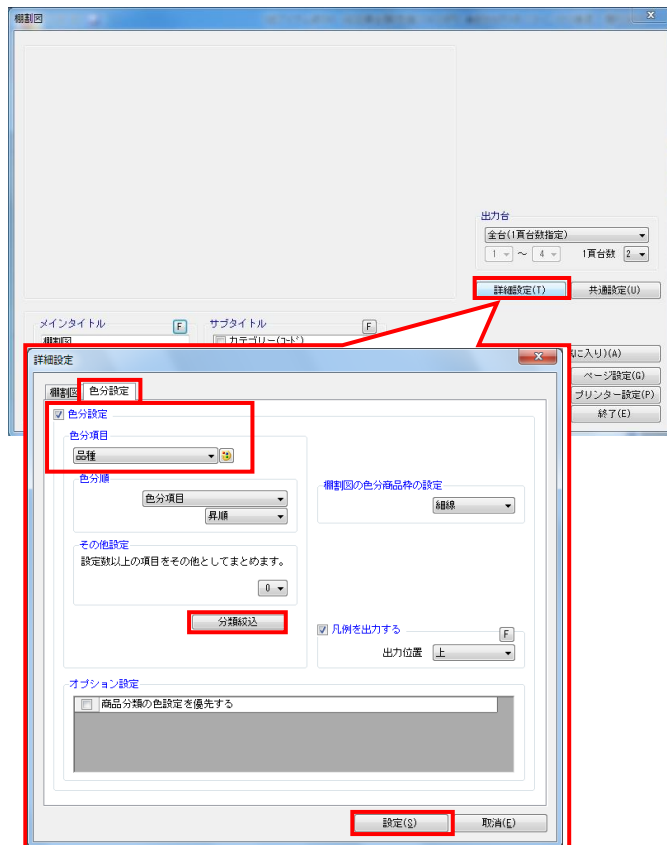 棚割図
出力台
全台(1頁台数指定)
1 ～ 4 1頁台数 2
詳細設定(T) 共通設定(U)
メインタイトル F サブタイトル F
棚割図 カテゴリー(ｺｰﾄﾞ)
に入り)(A)
ページ設定(G)
プリンター設定(P)
終了(E)
詳細設定
棚割図 色分設定
色分設定
色分項目
品種
色分順
色分項目
昇順
棚割図の色分商品枠の設定
細線
その他設定
設定数以上の項目をその他としてまとめます。
0
分類絞込
凡例を出力する F
出力位置 上
オプション設定
商品分類の色設定を優先する
設定(S) 取消(E)